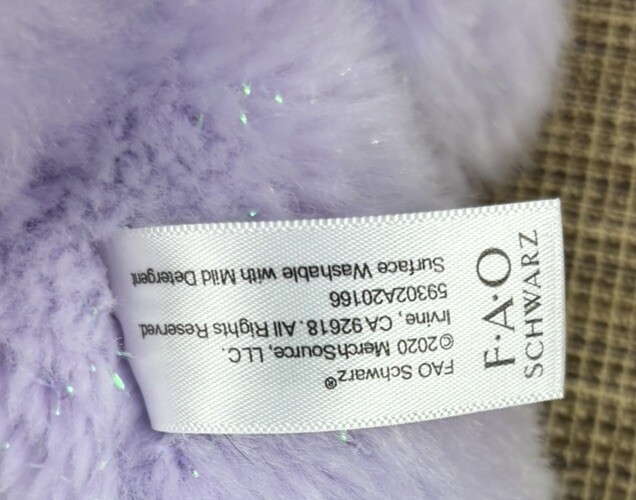 F·A·O
SCHWARZ
FAO Schwarz®
©2020 MerchSource, LLC.
Irvine, CA 92618. All Rights Reserved
59302A20166
Surface Washable with Mild Detergent